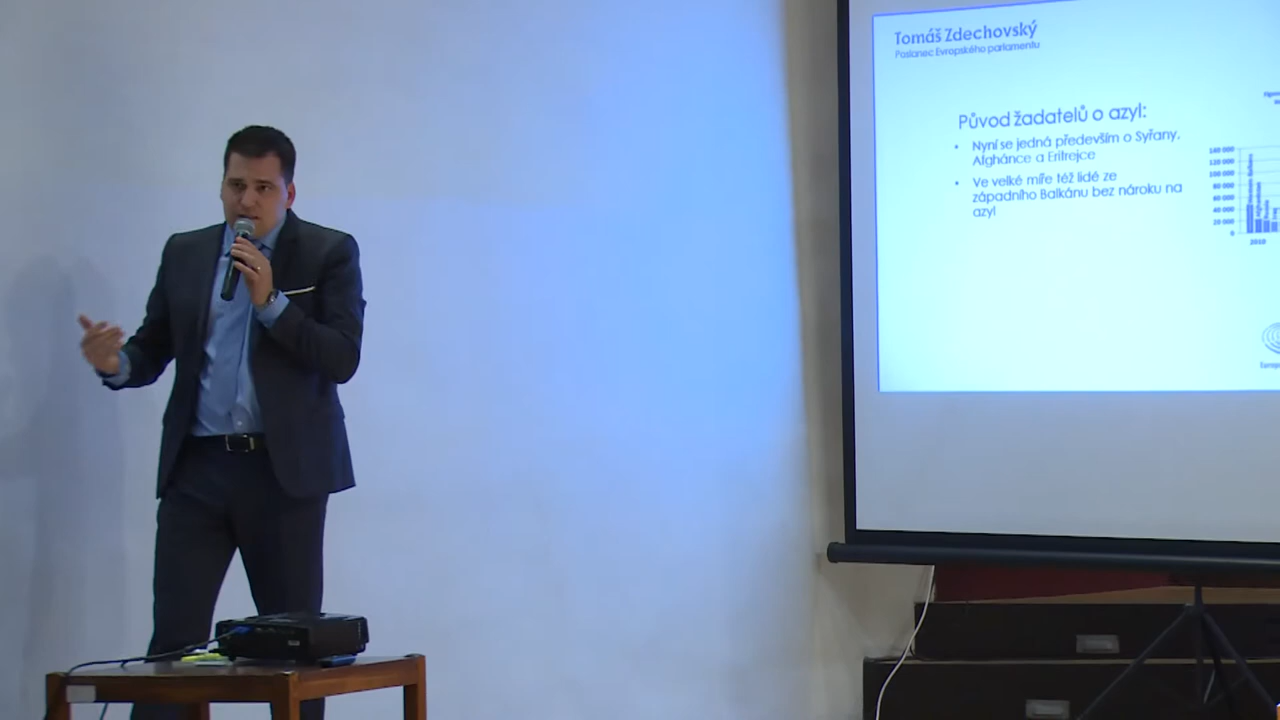 Tomáš Zdechovský
Poslanec Evropského parlamentu
Původ žadatelů o azyl:
• Nyní se jedná především o Syřany,
Afghánce a Eritrejce
• Ve velké míře též lidé ze
západního Balkánu bez nároku na
azyl
140 000
120 000
100 000
80 000
60 000
40 000
20 000
0
2010